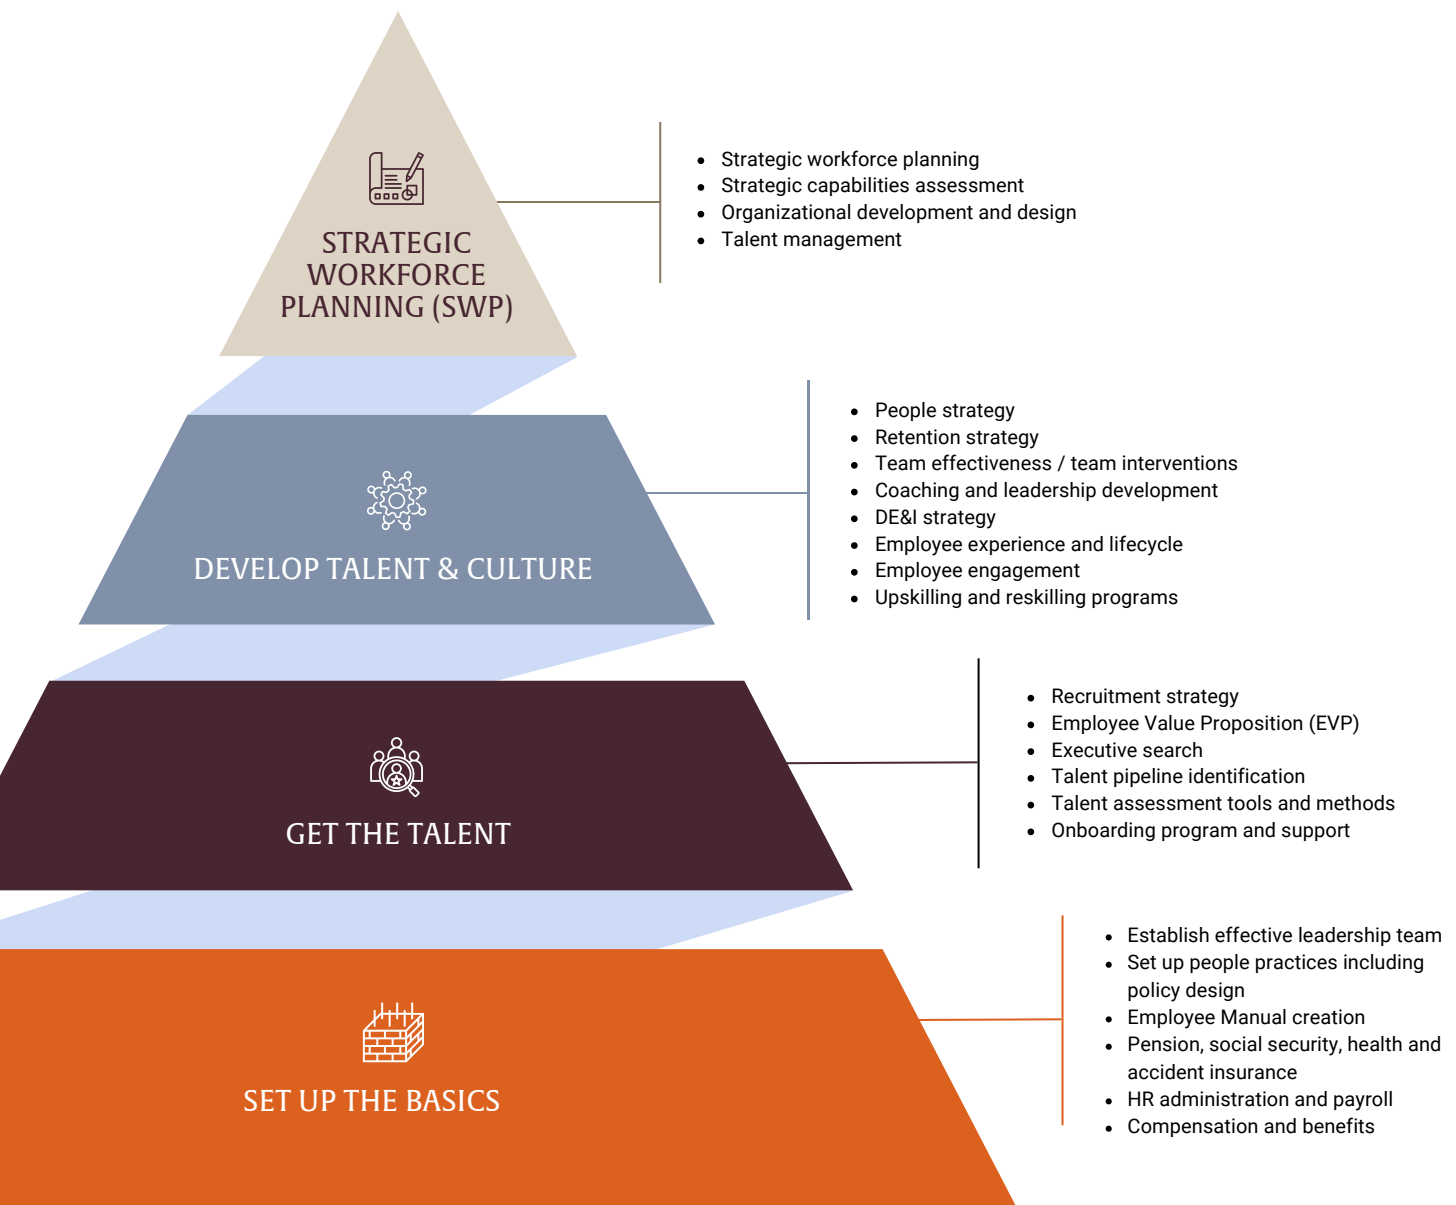 STRATEGIC
WORKFORCE
PLANNING (SWP)
• Strategic workforce planning
• Strategic capabilities assessment
• Organizational development and design
• Talent management
DEVELOP TALENT & CULTURE
• People strategy
• Retention strategy
• Team effectiveness / team interventions
• Coaching and leadership development
• DE&I strategy
• Employee experience and lifecycle
• Employee engagement
• Upskilling and reskilling programs
GET THE TALENT
• Recruitment strategy
• Employee Value Proposition (EVP)
• Executive search
• Talent pipeline identification
• Talent assessment tools and methods
• Onboarding program and support
SET UP THE BASICS
• Establish effective leadership team
• Set up people practices including
policy design
• Employee Manual creation
• Pension, social security, health and
accident insurance
• HR administration and payroll
• Compensation and benefits